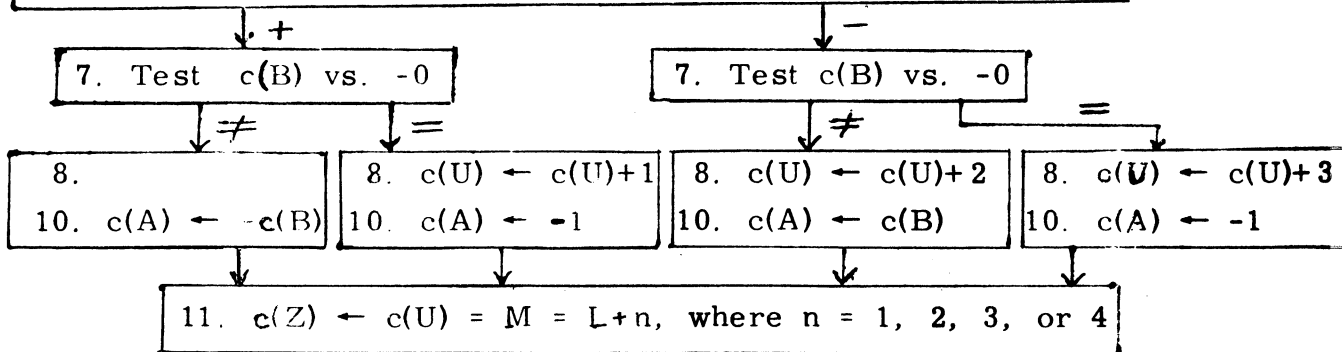 + −
7. Test c(B) vs. -0
7. Test c(B) vs. -0
≠ = ≠ =
8.
10. c(A) ← -c(B)
8. c(U) ← c(U)+1
10. c(A) ← -1
8. c(U) ← c(U)+2
10. c(A) ← c(B)
8. c(U) ← c(U)+3
10. c(A) ← -1
11. c(Z) ← c(U) = M = L+n, where n = 1, 2, 3, or 4